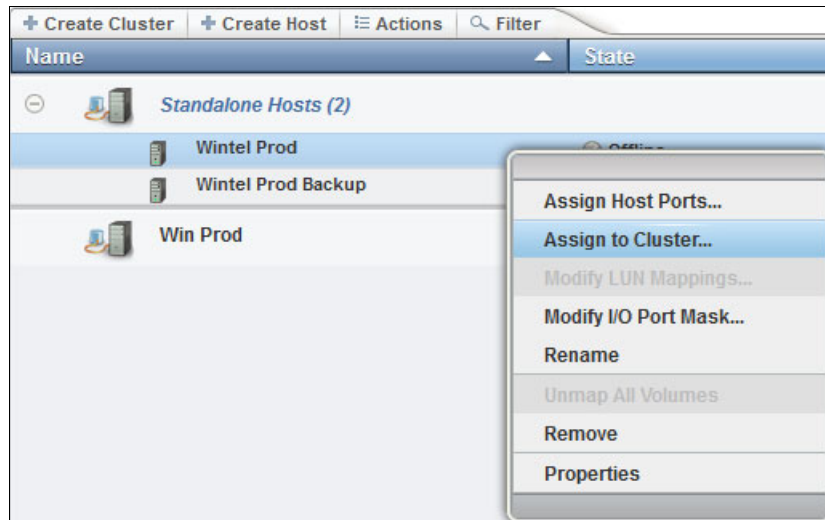 Create Cluster Create Host Actions Filter
Name State
Standalone Hosts (2)
Wintel Prod Offline
Wintel Prod Backup
Win Prod
Assign Host Ports...
Assign to Cluster...
Modify LUN Mappings...
Modify I/O Port Mask...
Rename
Unmap All Volumes
Remove
Properties